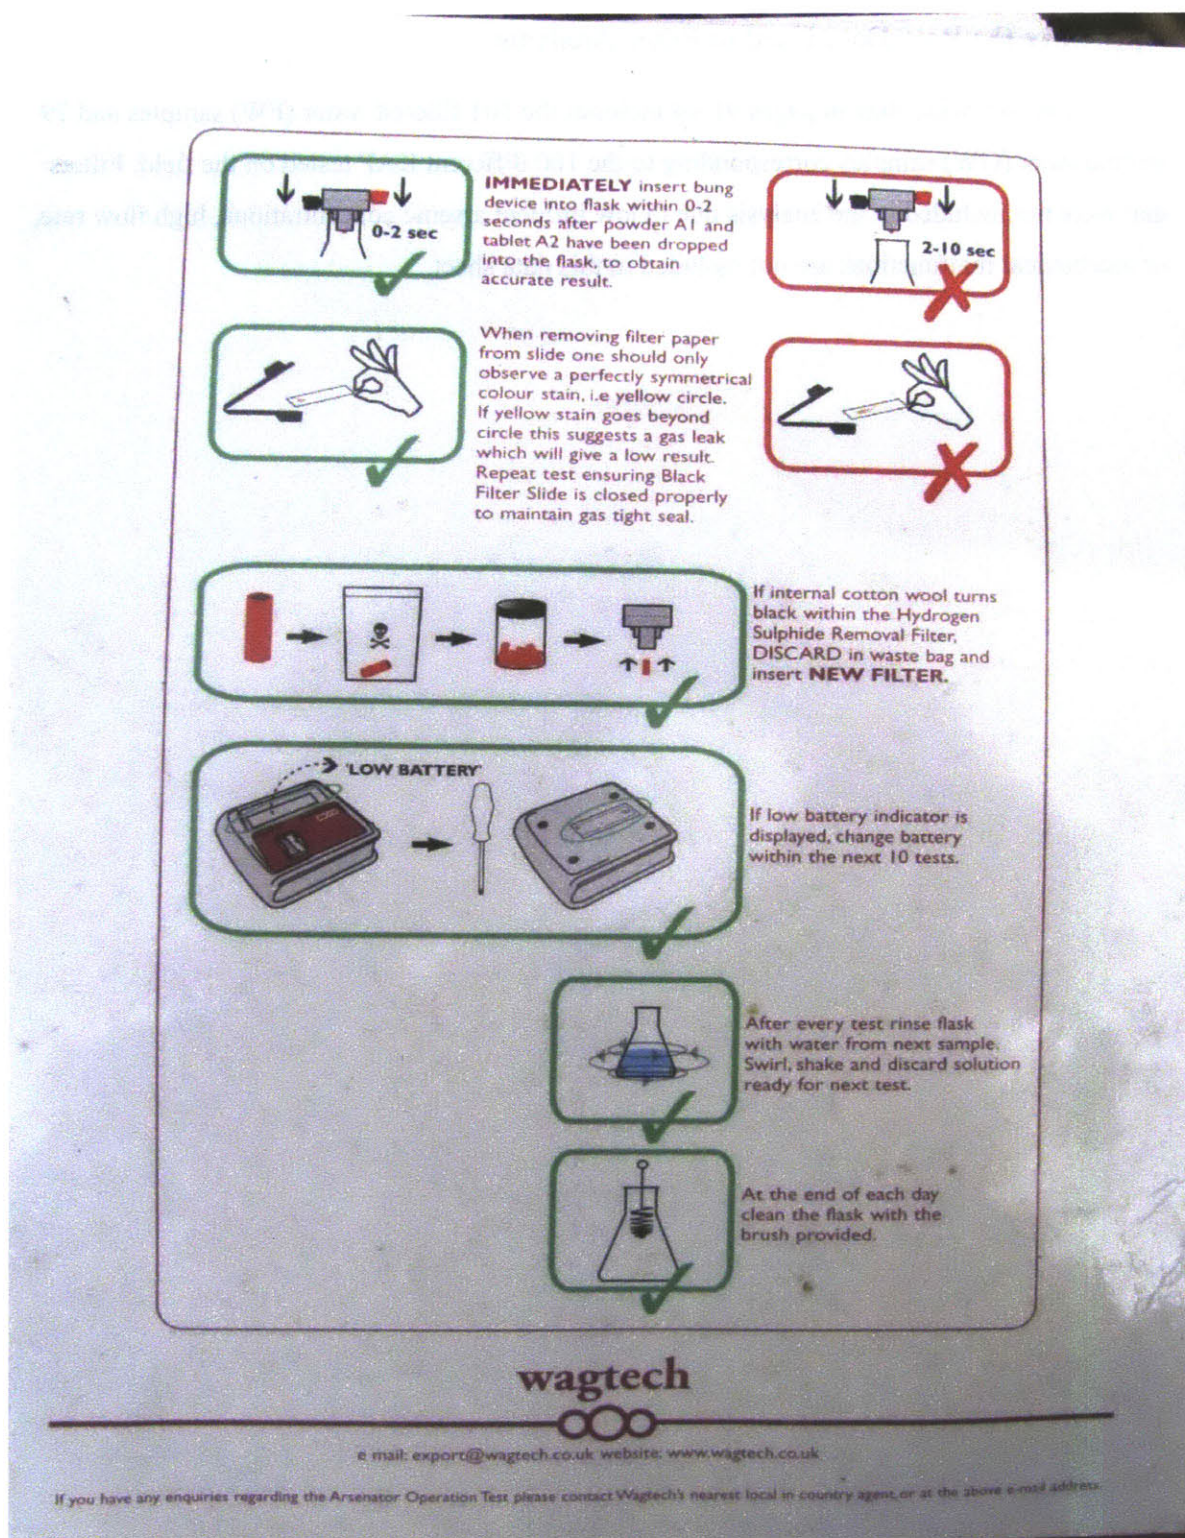 0-2 sec
IMMEDIATELY insert bung
device into flask within 0-2
seconds after powder A1 and
tablet A2 have been dropped
into the flask, to obtain
accurate result.
2-10 sec
When removing filter paper
from slide one should only
observe a perfectly symmetrical
colour stain, i.e yellow circle.
If yellow stain goes beyond
circle this suggests a gas leak
which will give a low result.
Repeat test ensuring Black
Filter Slide is closed properly
to maintain gas tight seal.
If internal cotton wool turns
black within the Hydrogen
Sulphide Removal Filter,
DISCARD in waste bag and
insert NEW FILTER.
'LOW BATTERY'
If low battery indicator is
displayed, change battery
within the next 10 tests.
After every test rinse flask
with water from next sample.
Swirl, shake and discard solution
ready for next test.
At the end of each day
clean the flask with the
brush provided.
wagtech
e mail: export@wagtech.co.uk website: www.wagtech.co.uk
If you have any enquiries regarding the Arsenator Operation Test please contact Wagtech's nearest local in country agent, or at the above e-mail address.